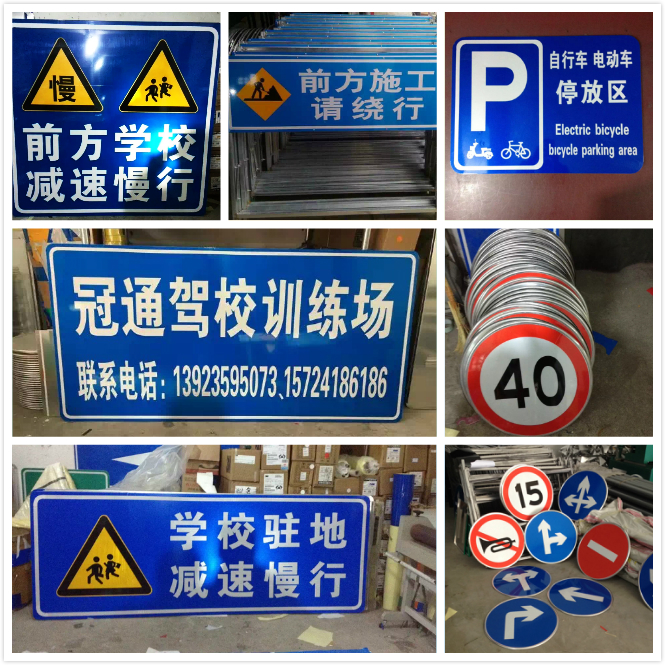 慢
前方学校
减速慢行
前方施工
请绕行
P
自行车 电动车
停放区
Electric bicycle
bicycle parking area
冠通驾校训练场
联系电话：13923595073、15724186186
40
学校驻地
减速慢行
15